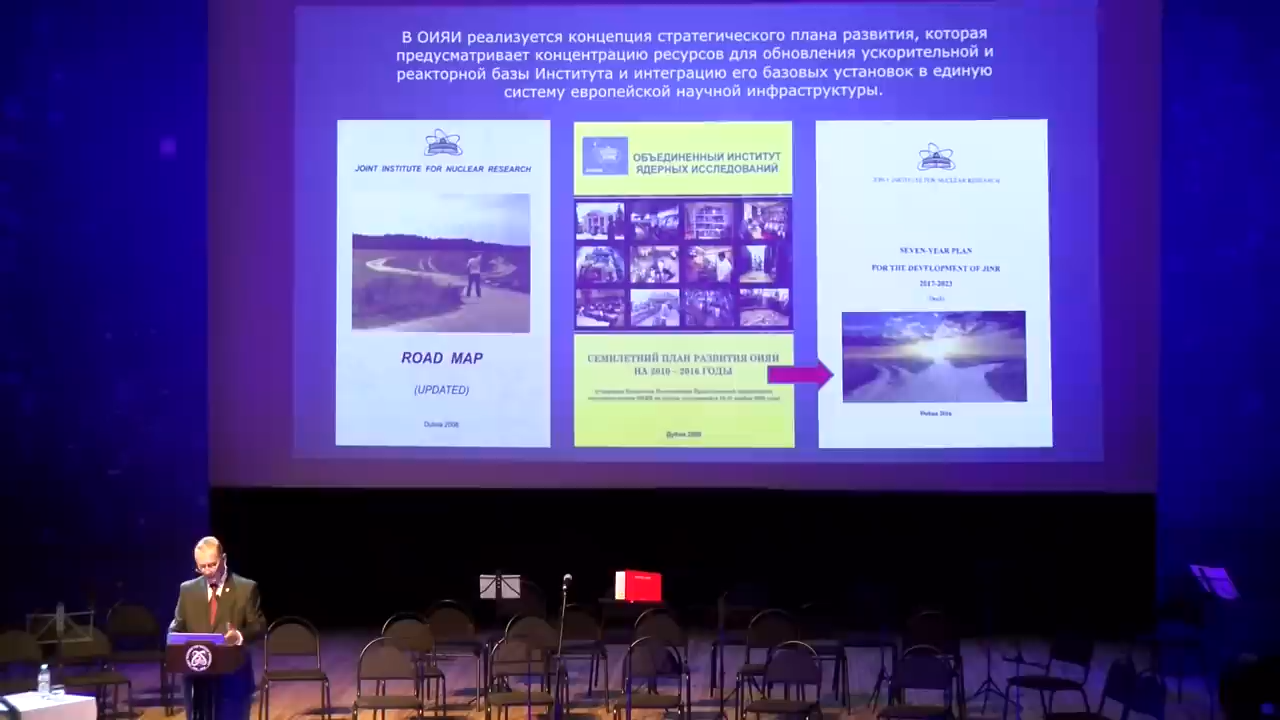 В ОИЯИ реализуется концепция стратегического плана развития, которая
предусматривает концентрацию ресурсов для обновления ускорительной и
реакторной базы Института и интеграцию его базовых установок в единую
систему европейской научной инфраструктуры.
JOINT INSTITUTE FOR NUCLEAR RESEARCH
ROAD MAP
(UPDATED)
Dubna 2008
ОБЪЕДИНЕННЫЙ ИНСТИТУТ
ЯДЕРНЫХ ИССЛЕДОВАНИЙ
СЕМИЛЕТНИЙ ПЛАН РАЗВИТИЯ ОИЯИ
НА 2010 – 2016 ГОДЫ
Дубна
JOINT INSTITUTE FOR NUCLEAR RESEARCH
SEVEN-YEAR PLAN
FOR THE DEVELOPMENT OF JINR
2017-2023
Dubna 2016